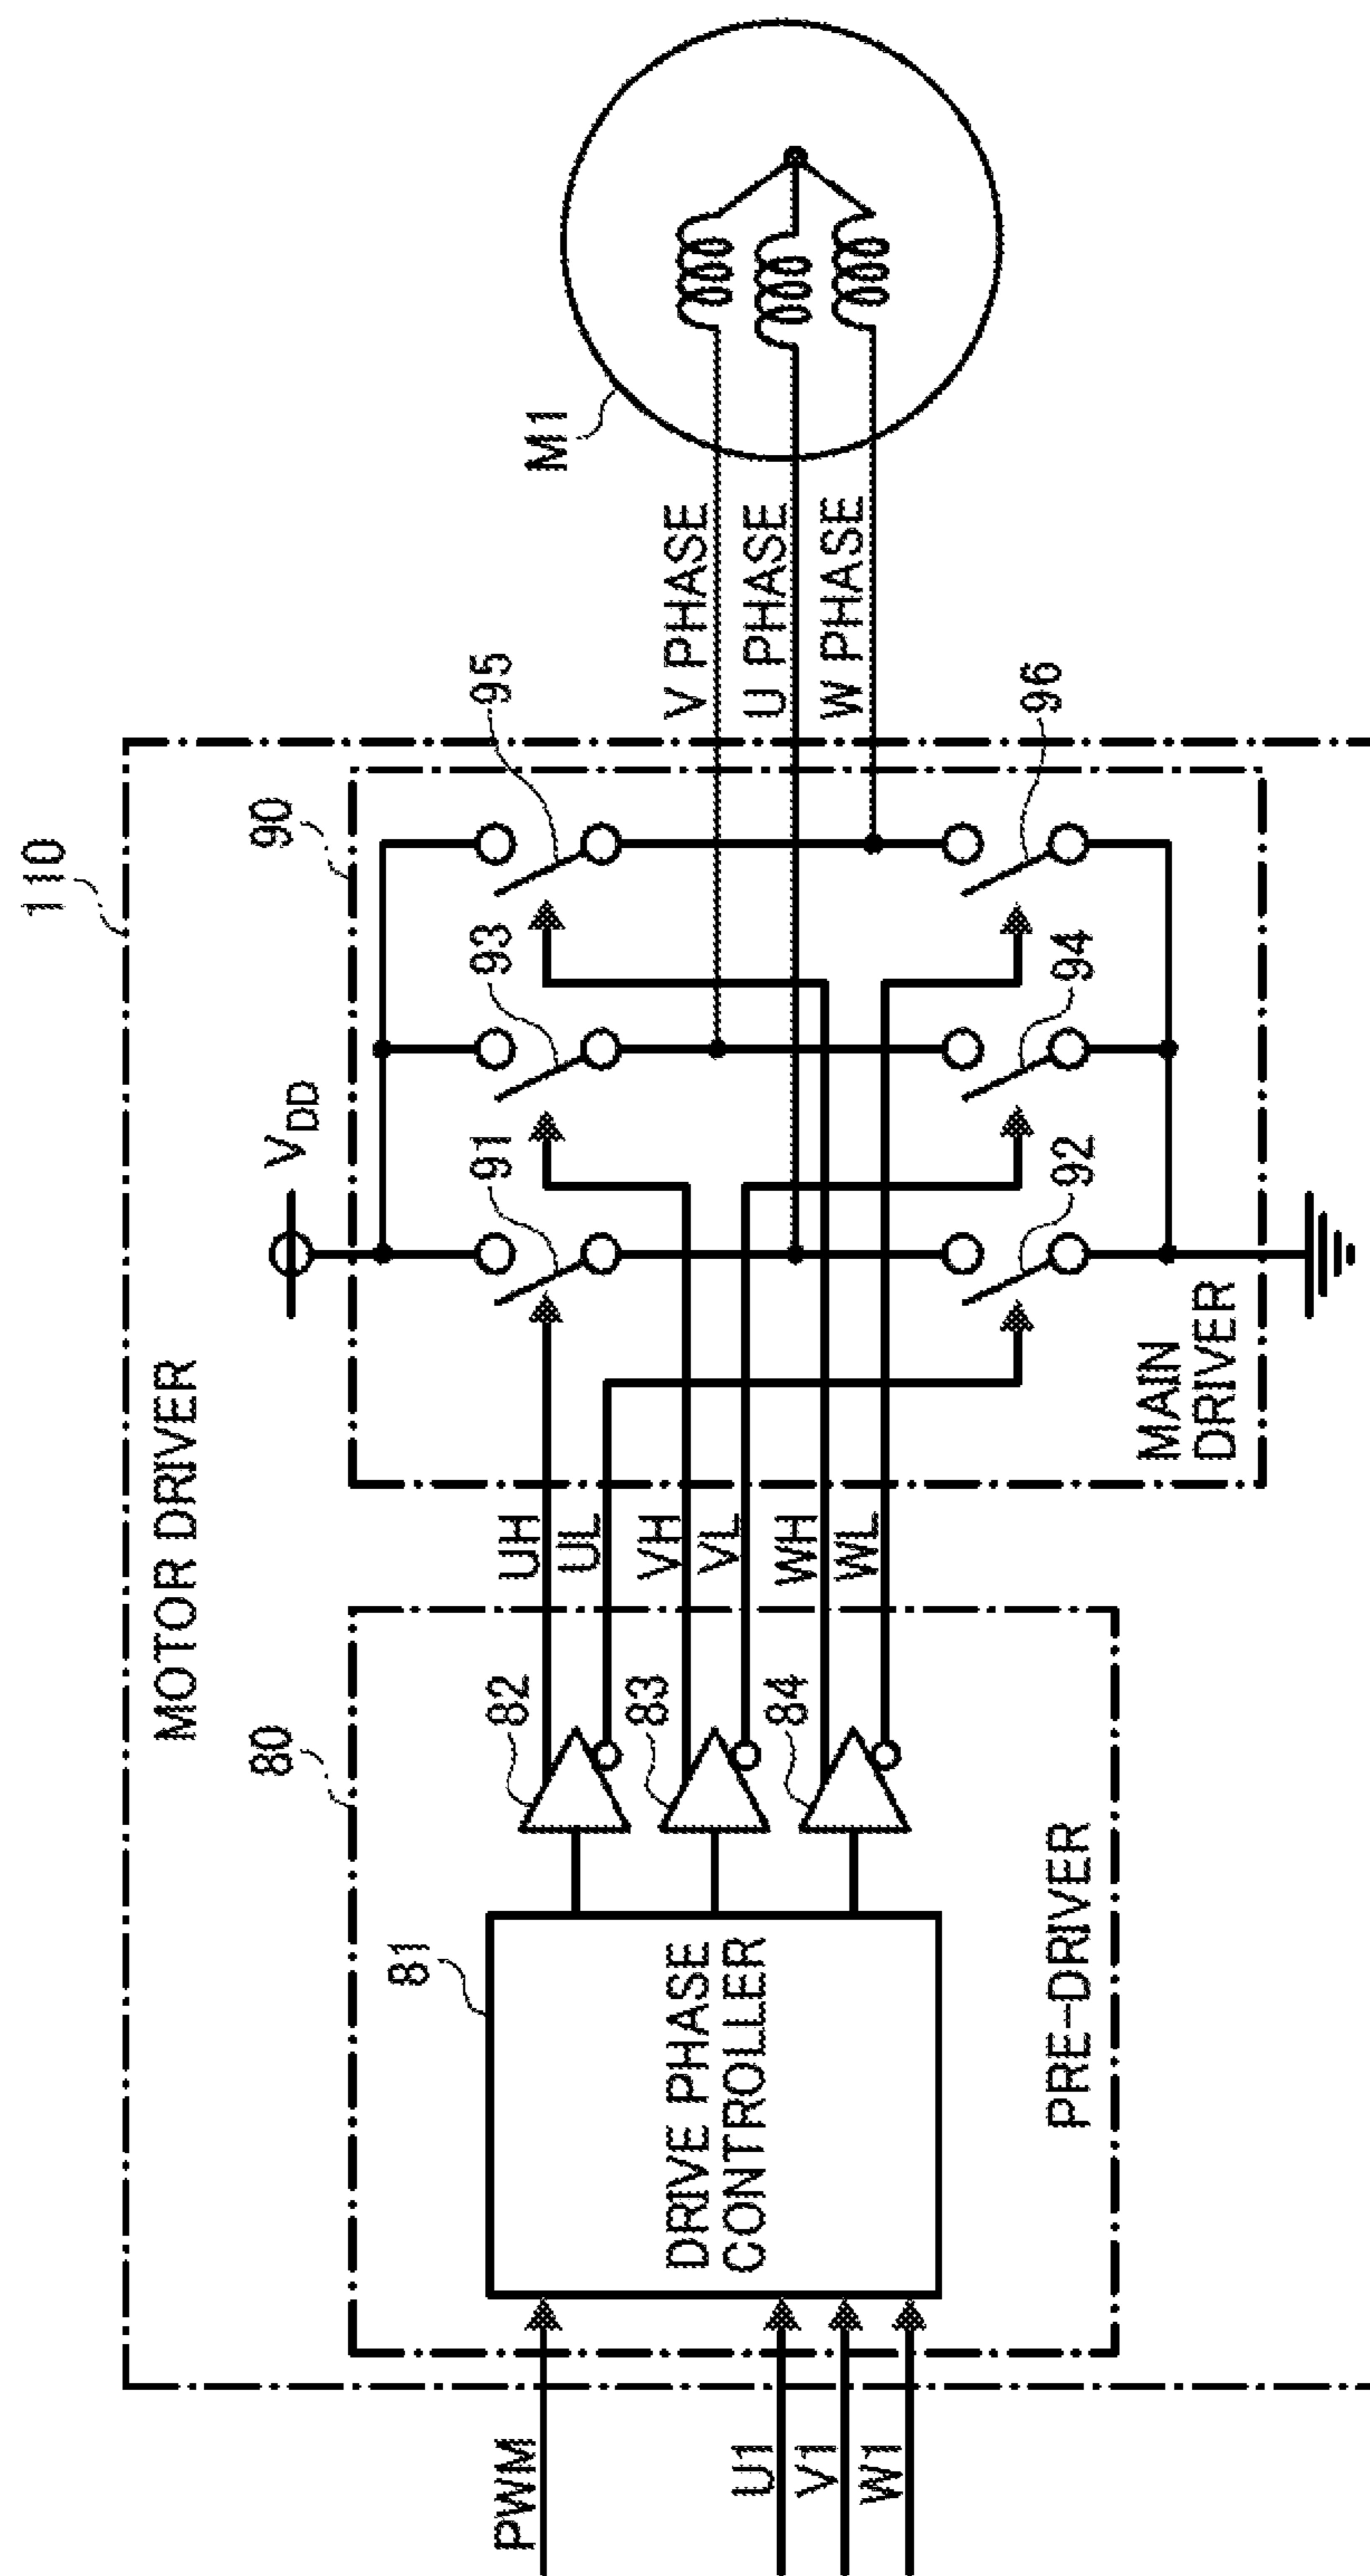 110
MOTOR DRIVER
80
90
V_DD
81
82
83
84
UH
UL
VH
VL
WH
WL
91
93
95
92
94
96
PWM
U1
V1
W1
DRIVE PHASE
CONTROLLER
PRE-DRIVER
MAIN
DRIVER
V PHASE
U PHASE
W PHASE
M1